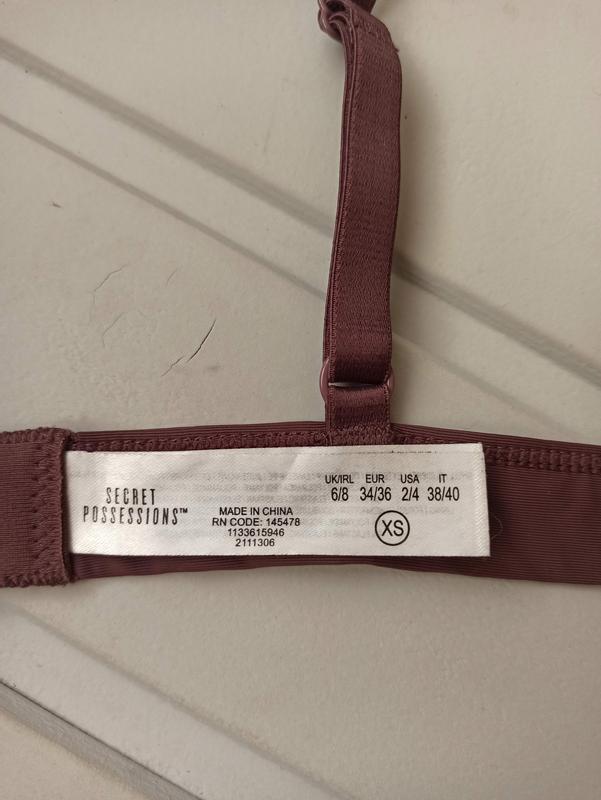 SECRET
POSSESSIONS™
MADE IN CHINA
RN CODE: 145478
1133615946
2111306
UK/IRL EUR USA IT
6/8 34/36 2/4 38/40
XS